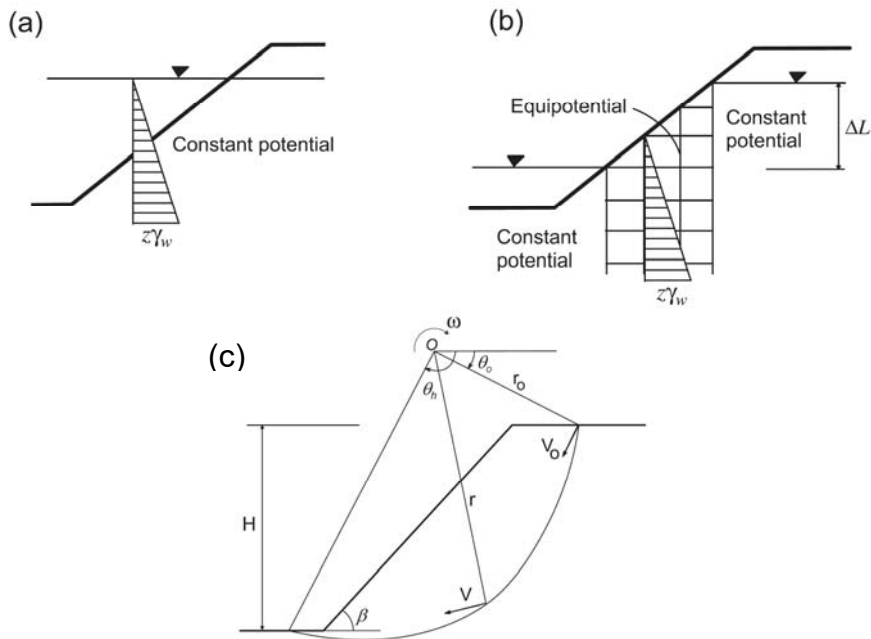 (a)
Constant potential
zγw
(b)
Equipotential
Constant
potential
ΔL
Constant
potential
zγw
(c)
ω
O
θo
θh
ro
Vo
H
r
V
β